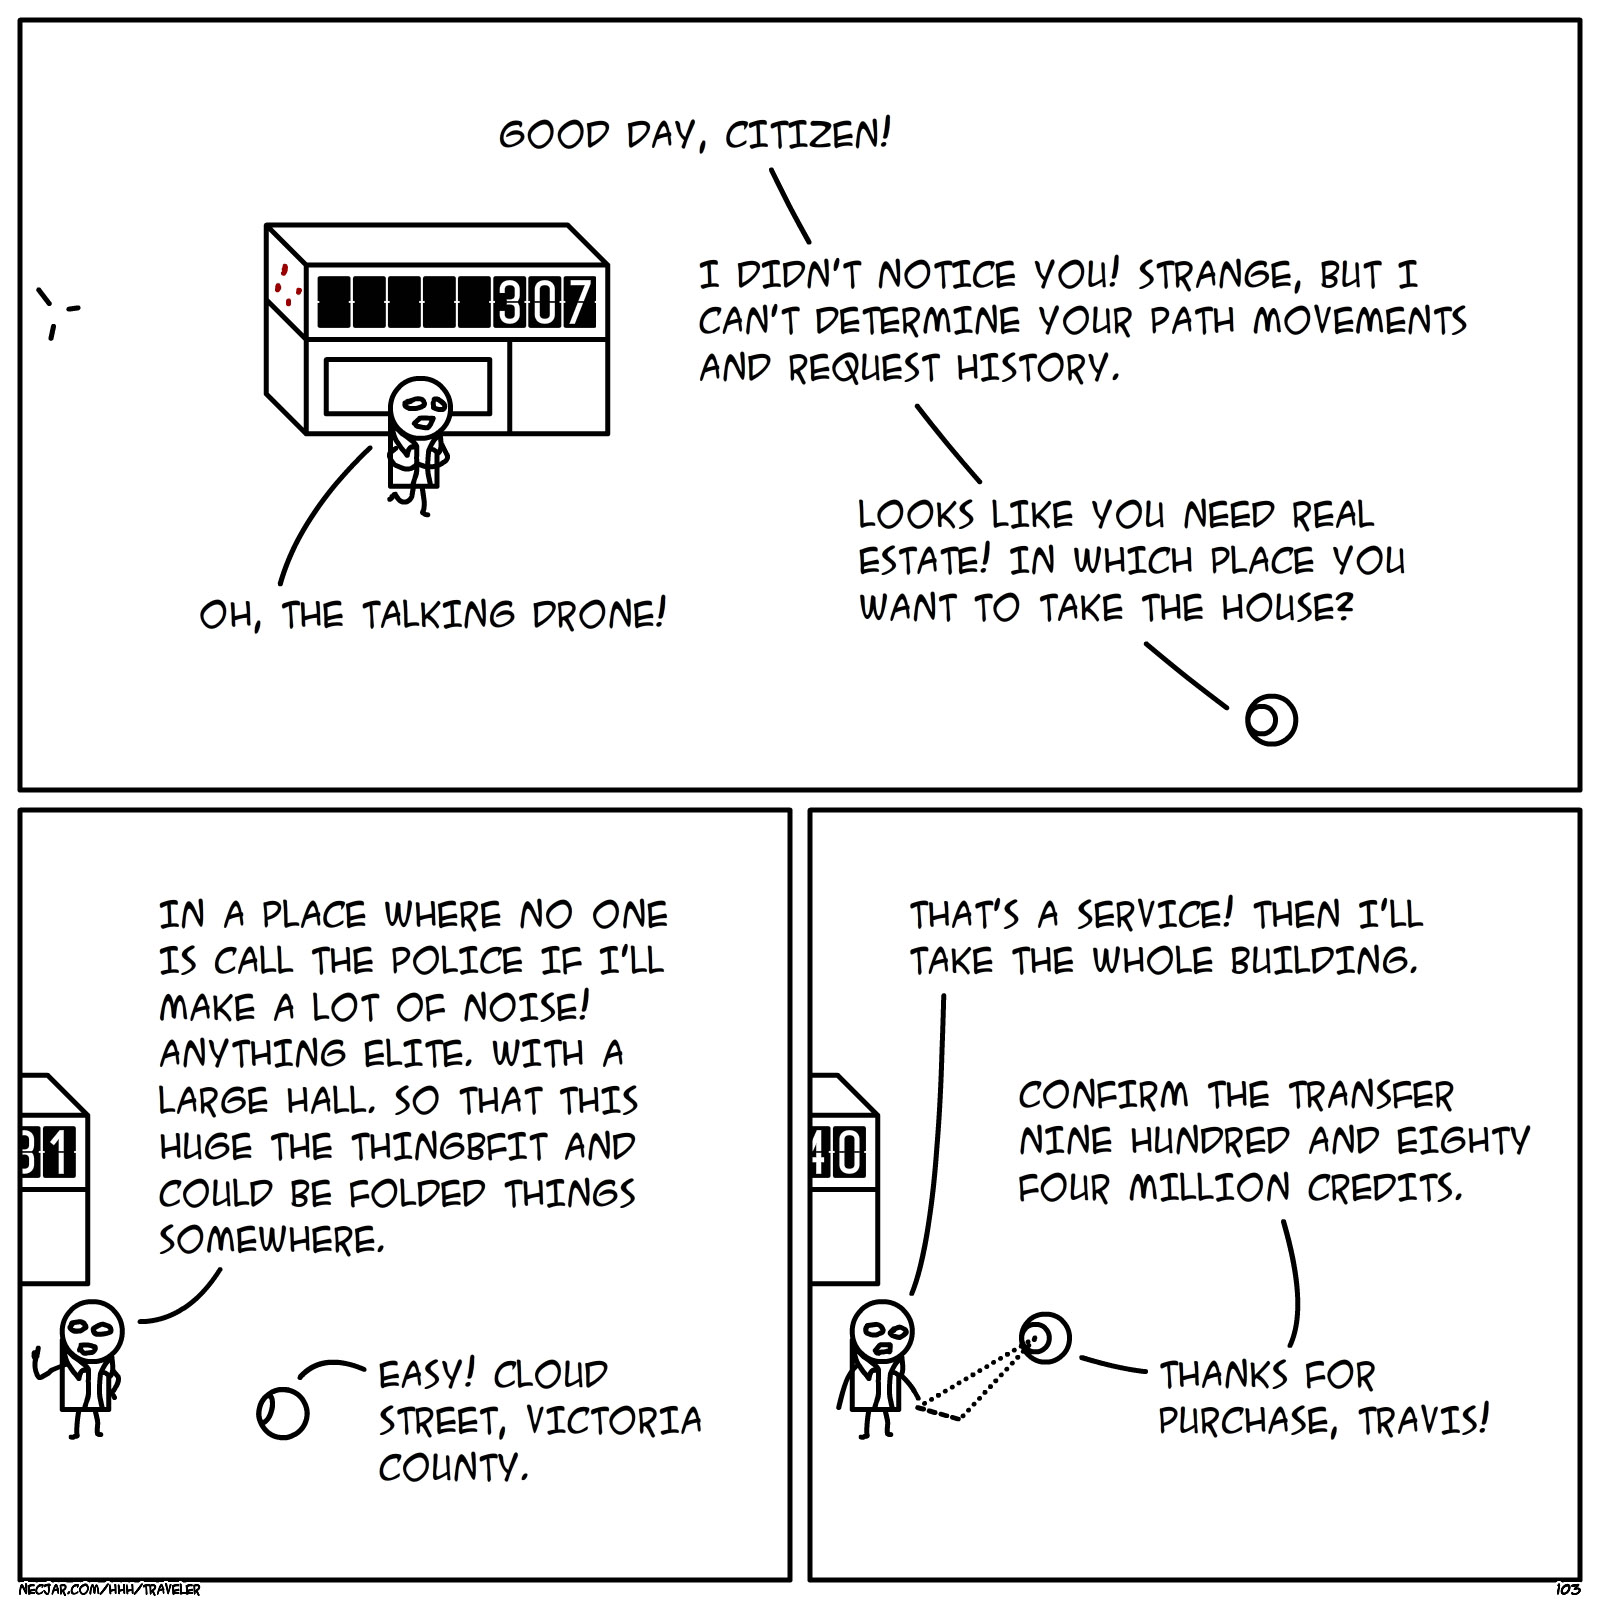 GOOD DAY, CITIZEN!
I DIDN'T NOTICE YOU! STRANGE, BUT I
CAN'T DETERMINE YOUR PATH MOVEMENTS
AND REQUEST HISTORY.
307
LOOKS LIKE YOU NEED REAL
ESTATE! IN WHICH PLACE YOU
WANT TO TAKE THE HOUSE?
OH, THE TALKING DRONE!
IN A PLACE WHERE NO ONE
IS CALL THE POLICE IF I'LL
MAKE A LOT OF NOISE!
ANYTHING ELITE. WITH A
LARGE HALL. SO THAT THIS
HUGE THE THINGBFIT AND
COULD BE FOLDED THINGS
SOMEWHERE.
31
EASY! CLOUD
STREET, VICTORIA
COUNTY.
THAT'S A SERVICE! THEN I'LL
TAKE THE WHOLE BUILDING.
40
CONFIRM THE TRANSFER
NINE HUNDRED AND EIGHTY
FOUR MILLION CREDITS.
THANKS FOR
PURCHASE, TRAVIS!
NECJAR.COM/HHH/TRAVELER
103